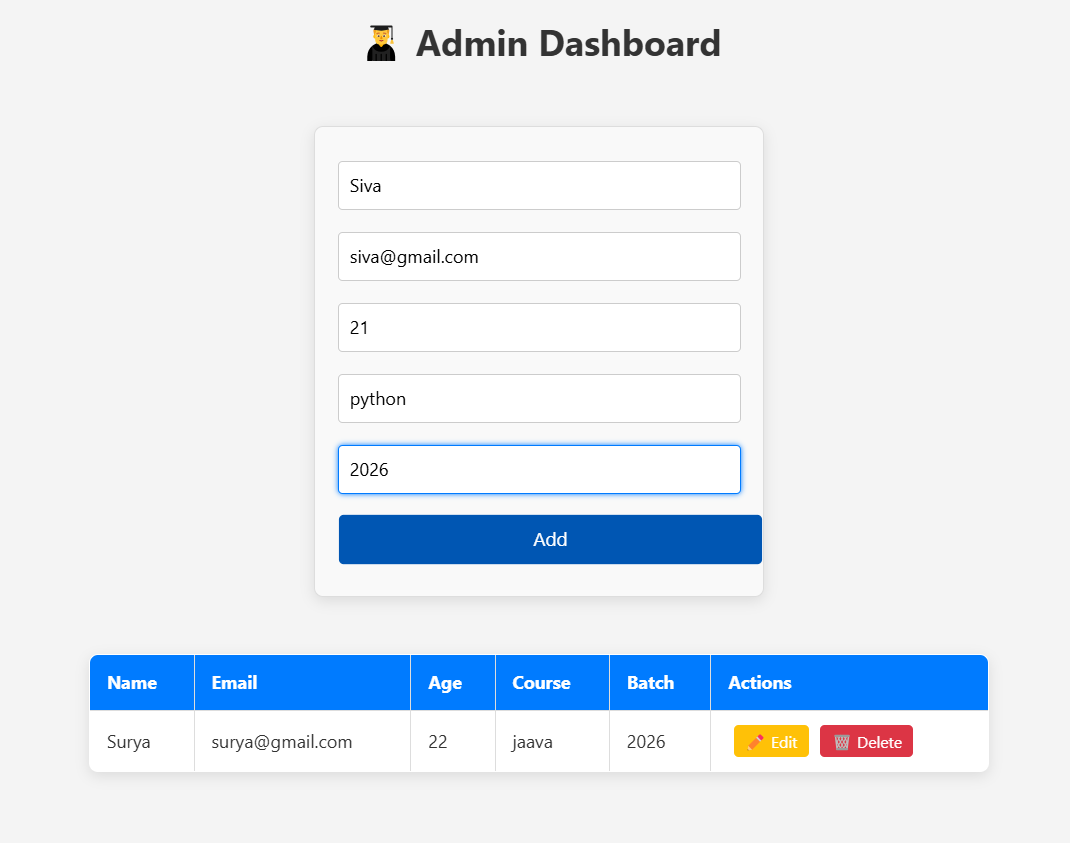 Admin Dashboard
Siva
siva@gmail.com
21
python
2026
Add
Name Email Age Course Batch Actions
Surya surya@gmail.com 22 jaava 2026 Edit Delete